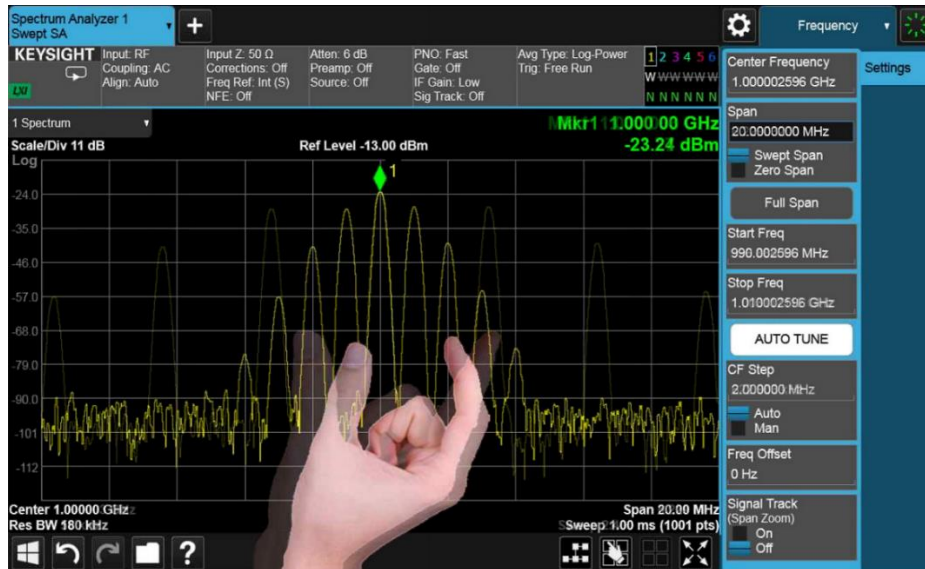 Spectrum Analyzer 1
Swept SA
+
Frequency
KEYSIGHT
LXI
Input: RF
Coupling: AC
Align: Auto
Input Z: 50 Ω
Corrections: Off
Freq Ref: Int (S)
NFE: Off
Atten: 6 dB
Preamp: Off
Source: Off
PNO: Fast
Gate: Off
IF Gain: Low
Sig Track: Off
Avg Type: Log-Power
Trig: Free Run
1 2 3 4 5 6
W W W W W W
N N N N N N
Center Frequency
1.000002596 GHz
Settings
1 Spectrum
Mkr1 1.000 00 GHz
-23.24 dBm
Scale/Div 11 dB
Ref Level -13.00 dBm
Log
1
-24.0
-35.0
-46.0
-57.0
-68.0
-79.0
-90.0
-101
-112
Span
20.0000000 MHz
Swept Span
Zero Span
Full Span
Start Freq
990.002596 MHz
Stop Freq
1.010002596 GHz
AUTO TUNE
CF Step
2.000000 MHz
Auto
Man
Freq Offset
0 Hz
Signal Track
(Span Zoom)
On
Off
Center 1.00000 GHz
Res BW 180 kHz
Span 20.00 MHz
Sweep 1.00 ms (1001 pts)
?